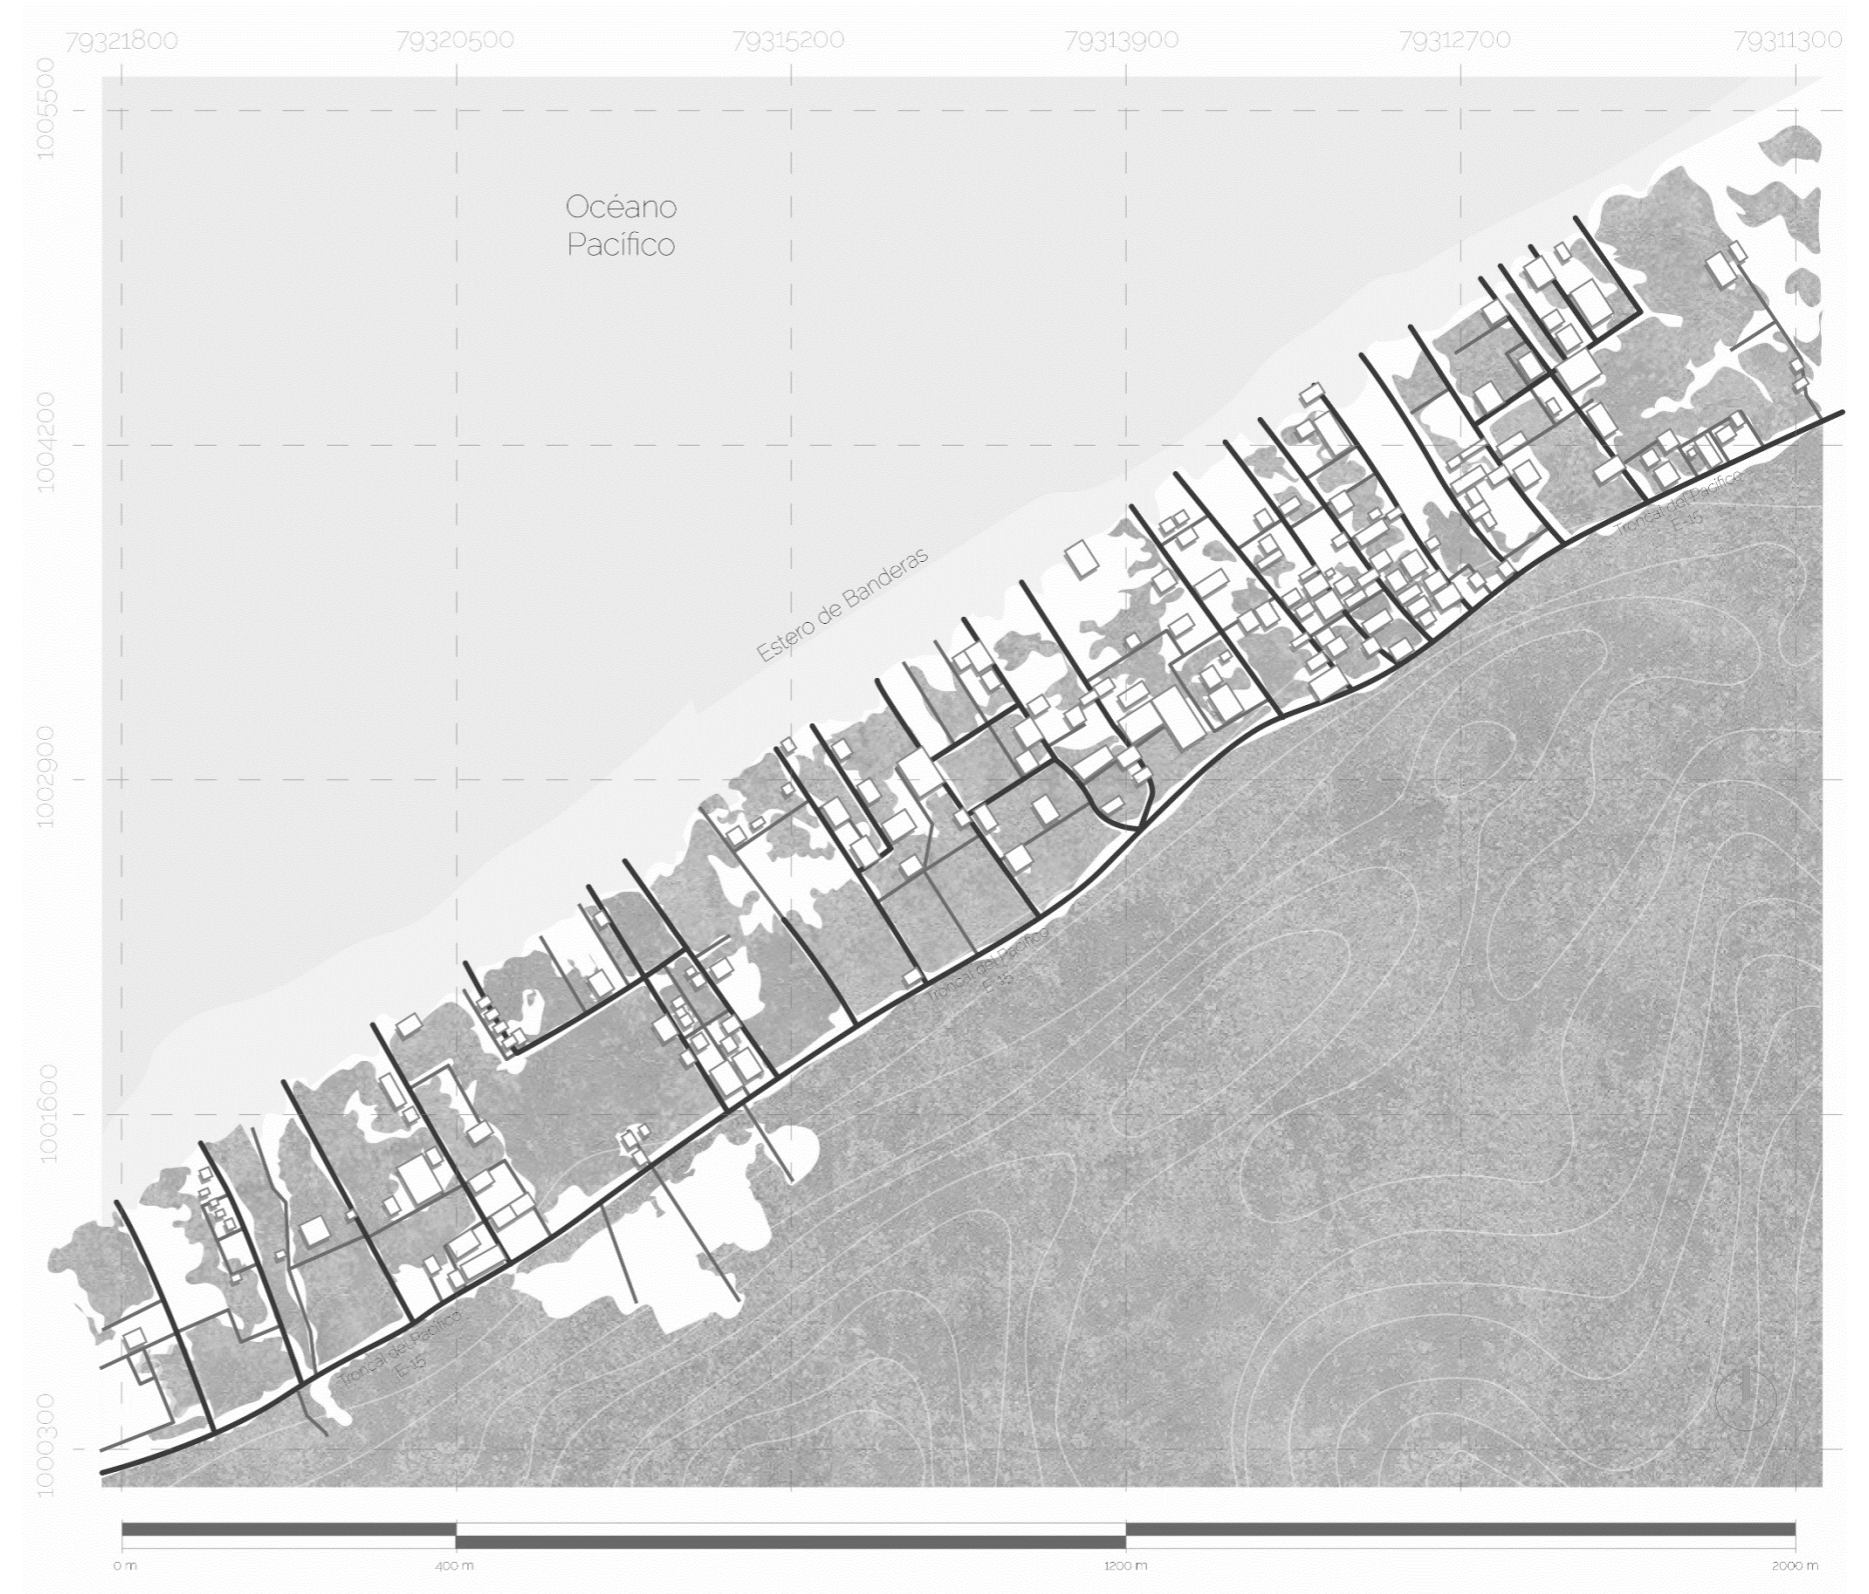 79321800 79320500 79315200 79313900 79312700 79311300
1005500
Océano
Pacífico
1004200
Troncal del Pacífico
E-15
Estero de Banderas
1002900
Troncal del Pacífico
E-15
1001600
Troncal del Pacífico
E-15
1000300
0 m 400 m 1200 m 2000 m